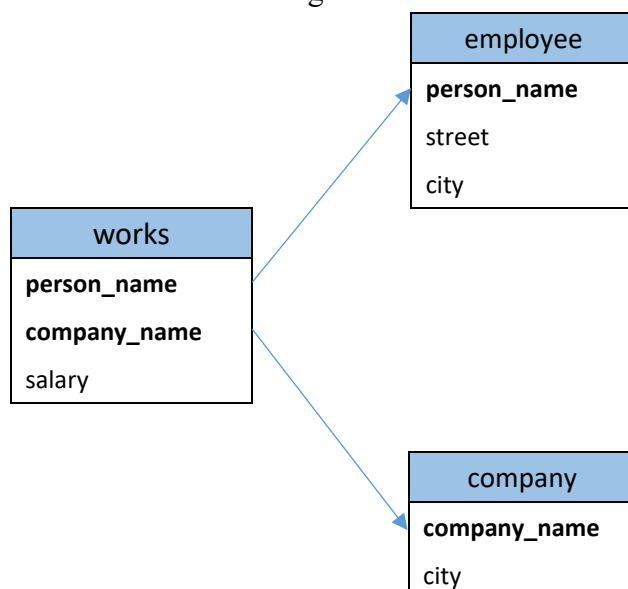 g
employee
person_name
street
city
works
person_name
company_name
salary
company
company_name
city